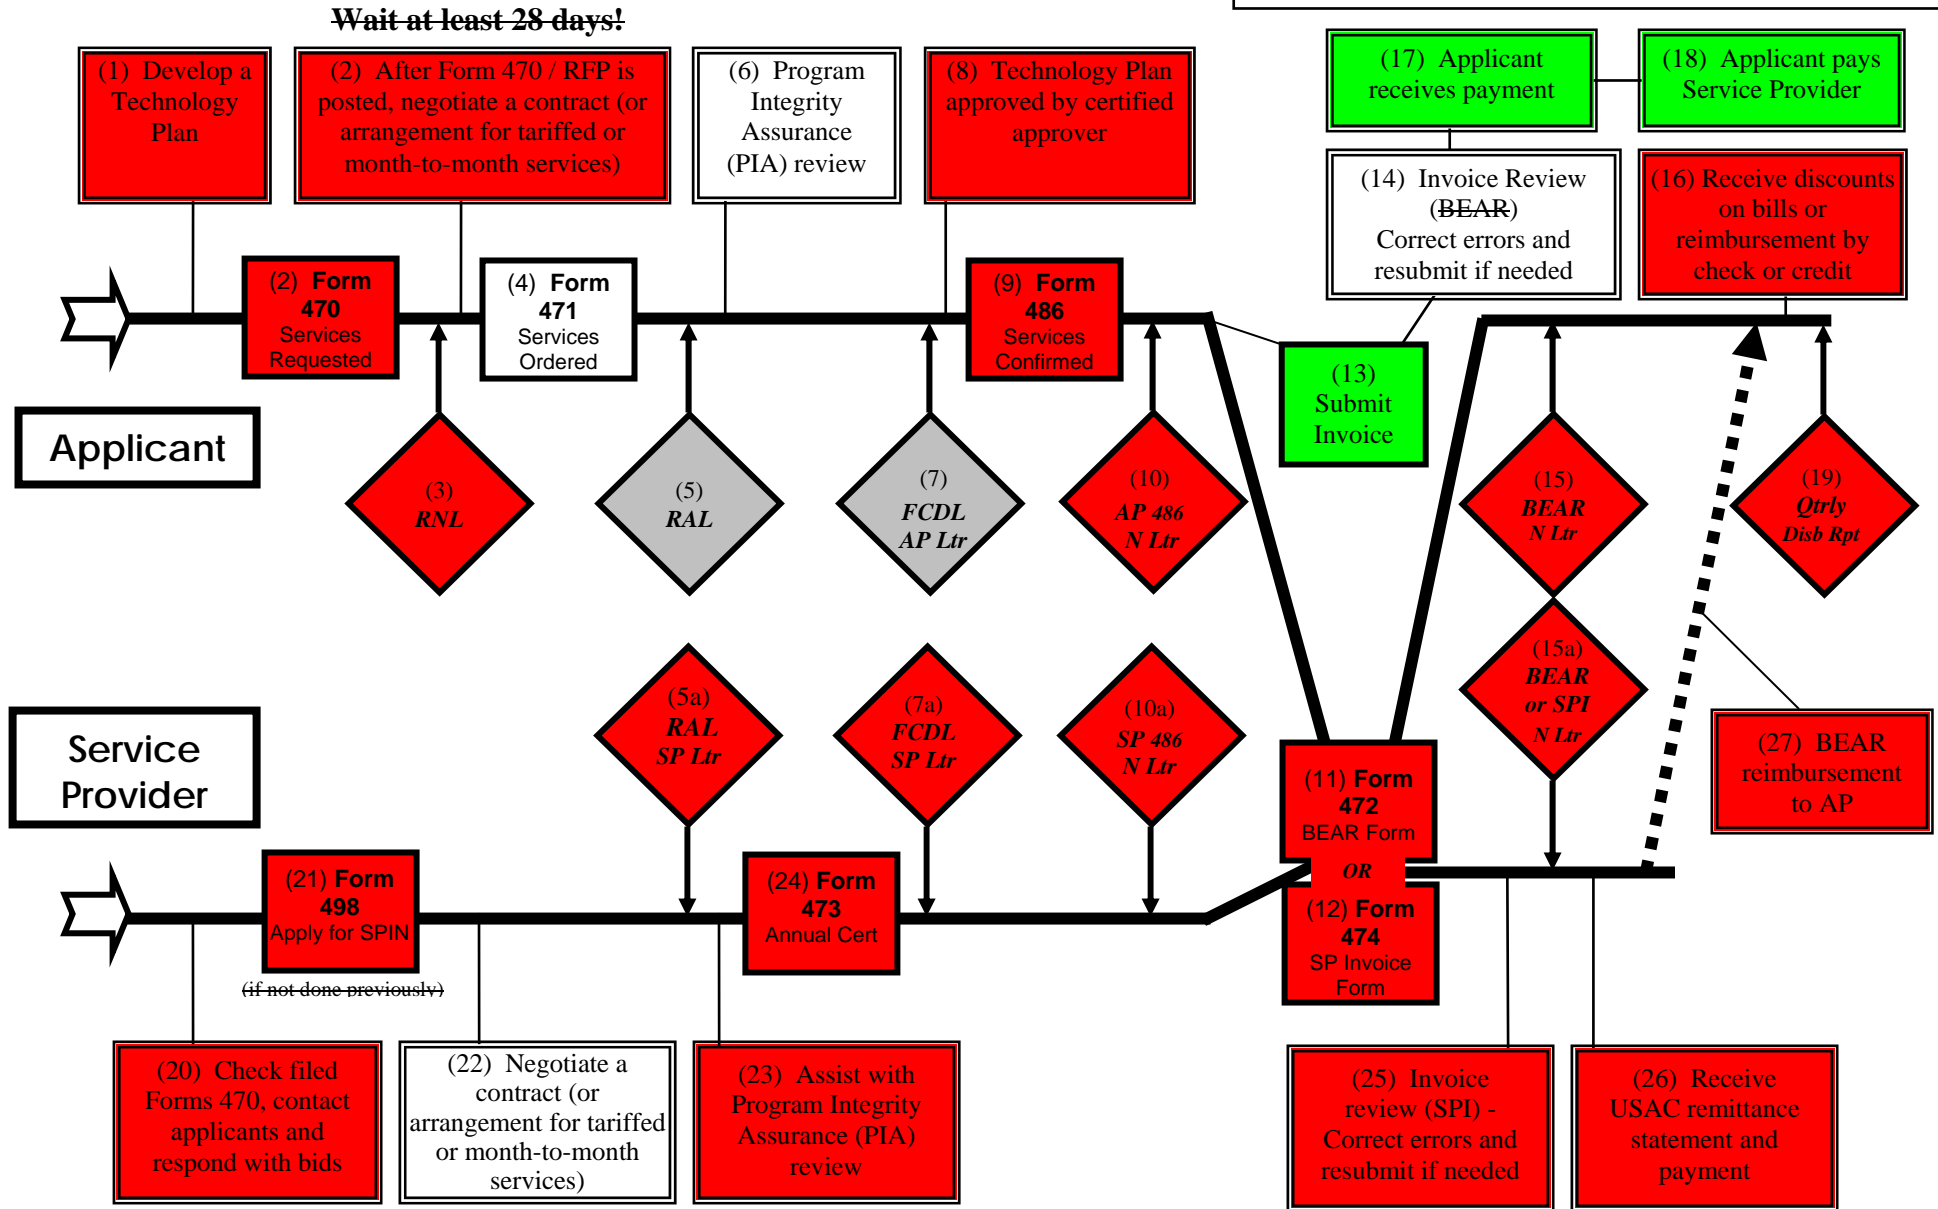 Wait at least 28 days!
(1) Develop a
Technology
Plan
(2) After Form 470 / RFP is
posted, negotiate a contract (or
arrangement for tariffed or
month-to-month services)
(6) Program
Integrity
Assurance
(PIA) review
(8) Technology Plan
approved by certified
approver
(17) Applicant
receives payment
(18) Applicant pays
Service Provider
(14) Invoice Review
(BEAR)
Correct errors and
resubmit if needed
(16) Receive discounts
on bills or
reimbursement by
check or credit
(2) Form
470
Services
Requested
(4) Form
471
Services
Ordered
(9) Form
486
Services
Confirmed
(13)
Submit
Invoice
Applicant
(3)
RNL
(5)
RAL
(7)
FCDL
AP Ltr
(10)
AP 486
N Ltr
(15)
BEAR
N Ltr
(19)
Qtrly
Disb Rpt
Service
Provider
(5a)
RAL
SP Ltr
(7a)
FCDL
SP Ltr
(10a)
SP 486
N Ltr
(15a)
BEAR
or SPI
N Ltr
(27) BEAR
reimbursement
to AP
(11) Form
472
BEAR Form
OR
(12) Form
474
SP Invoice
Form
(21) Form
498
Apply for SPIN
(if not done previously)
(24) Form
473
Annual Cert
(20) Check filed
Forms 470, contact
applicants and
respond with bids
(22) Negotiate a
contract (or
arrangement for tariffed
or month-to-month
services)
(23) Assist with
Program Integrity
Assurance (PIA)
review
(25) Invoice
review (SPI) -
Correct errors and
resubmit if needed
(26) Receive
USAC remittance
statement and
payment